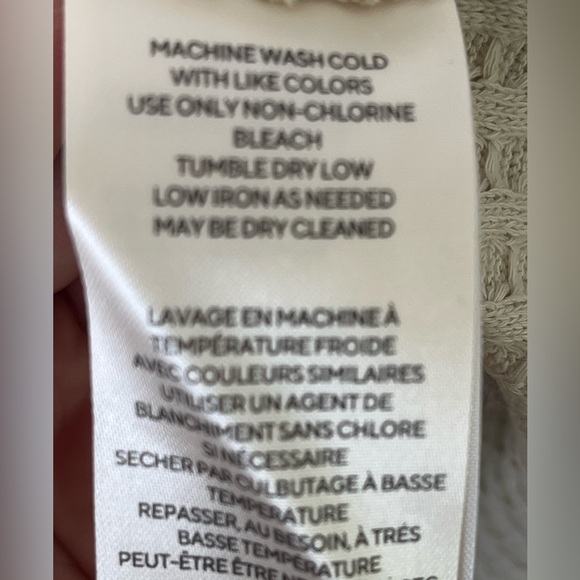 MACHINE WASH COLD
WITH LIKE COLORS
USE ONLY NON-CHLORINE
BLEACH
TUMBLE DRY LOW
LOW IRON AS NEEDED
MAY BE DRY CLEANED
LAVAGE EN MACHINE À
TEMPÉRATURE FROIDE
AVEC COULEURS SIMILAIRES
UTILISER UN AGENT DE
BLANCHIMENT SANS CHLORE
SI NÉCESSAIRE
SECHER PAR CULBUTAGE À BASSE
TEMPERATURE
REPASSER, AU BESOIN, À TRÉS
BASSE TEMPÉRATURE
PEUT-ÊTRE ÊTRE